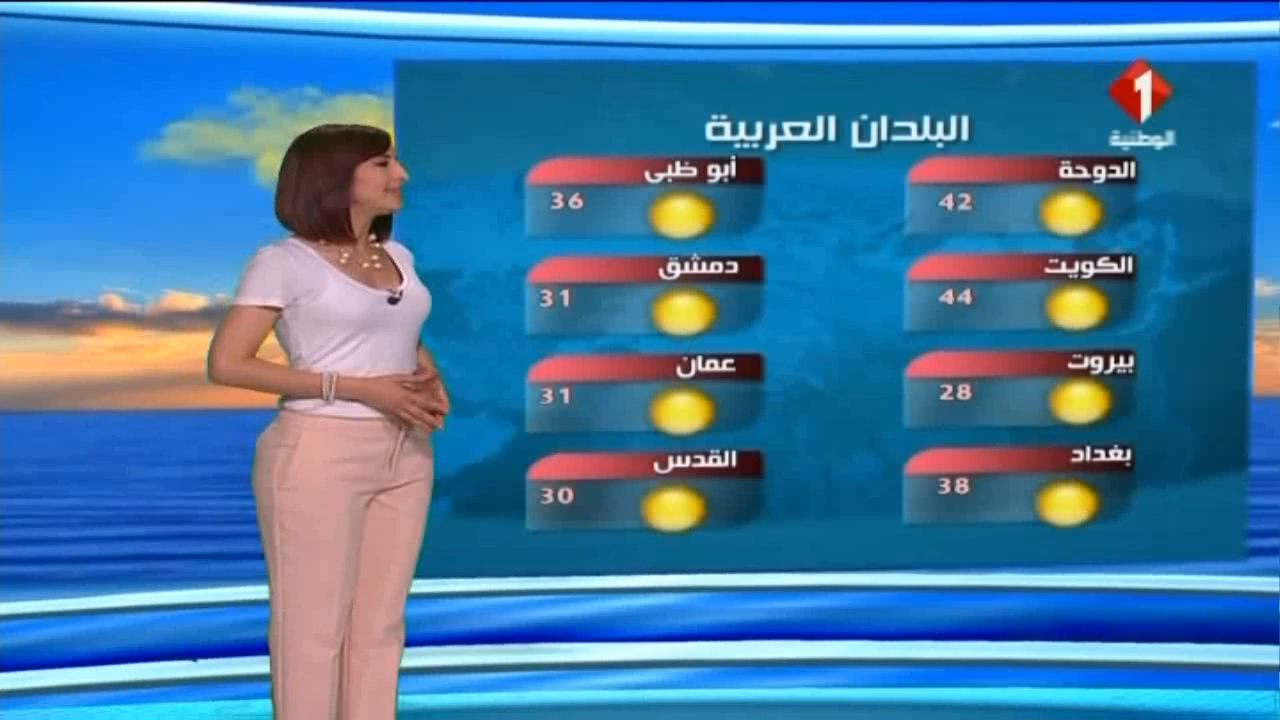 1
الوطنية
البلدان العربية
الدوحة
42
أبو ظبي
36
الكويت
44
دمشق
31
بيروت
28
عمان
31
بغداد
38
القدس
30